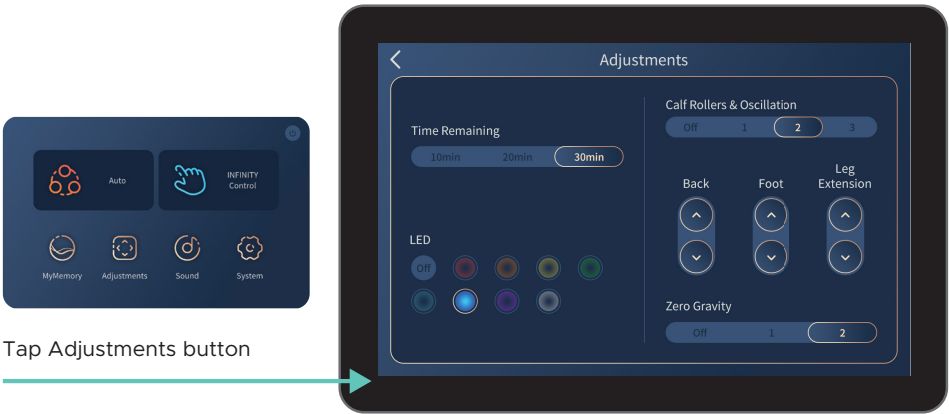 Auto
INFINITY
Control
MyMemory
Adjustments
Sound
System
Tap Adjustments button
Adjustments
Time Remaining
10min 20min 30min
LED
Off
Calf Rollers & Oscillation
Off 1 2 3
Back
Foot
Leg
Extension
Zero Gravity
Off 1 2